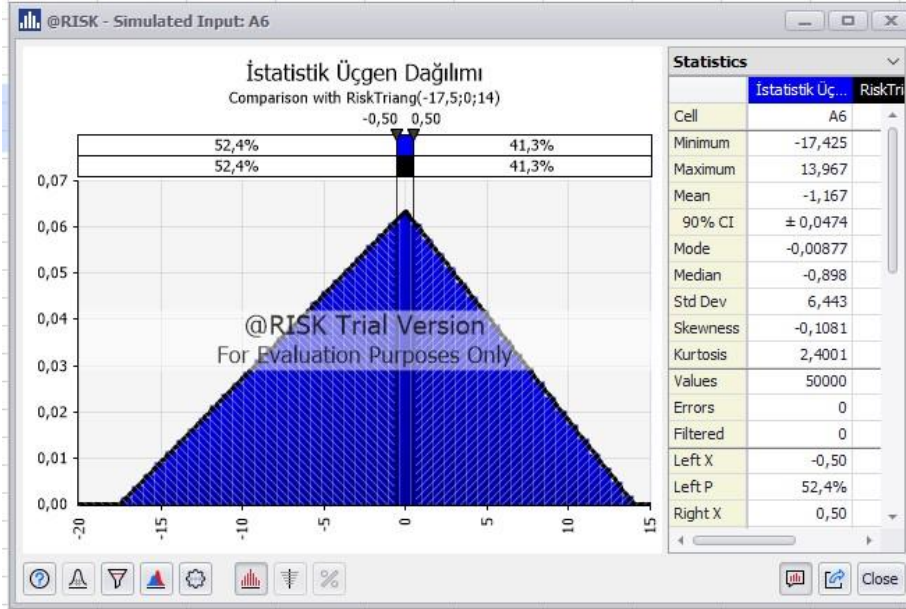 @RISK - Simulated Input: A6
İstatistik Üçgen Dağılımı
Comparison with RiskTriang(-17,5;0;14)
-0,50 0,50
52,4% 41,3%
52,4% 41,3%
0,07
0,06
0,05
0,04
0,03
0,02
0,01
0,00
-20 -15 -10 -5 0 5 10 15
@RISK Trial Version
For Evaluation Purposes Only
Statistics
İstatistik Üç... RiskTri
Cell A6
Minimum -17,425
Maximum 13,967
Mean -1,167
90% CI ± 0,0474
Mode -0,00877
Median -0,898
Std Dev 6,443
Skewness -0,1081
Kurtosis 2,4001
Values 50000
Errors 0
Filtered 0
Left X -0,50
Left P 52,4%
Right X 0,50
Close